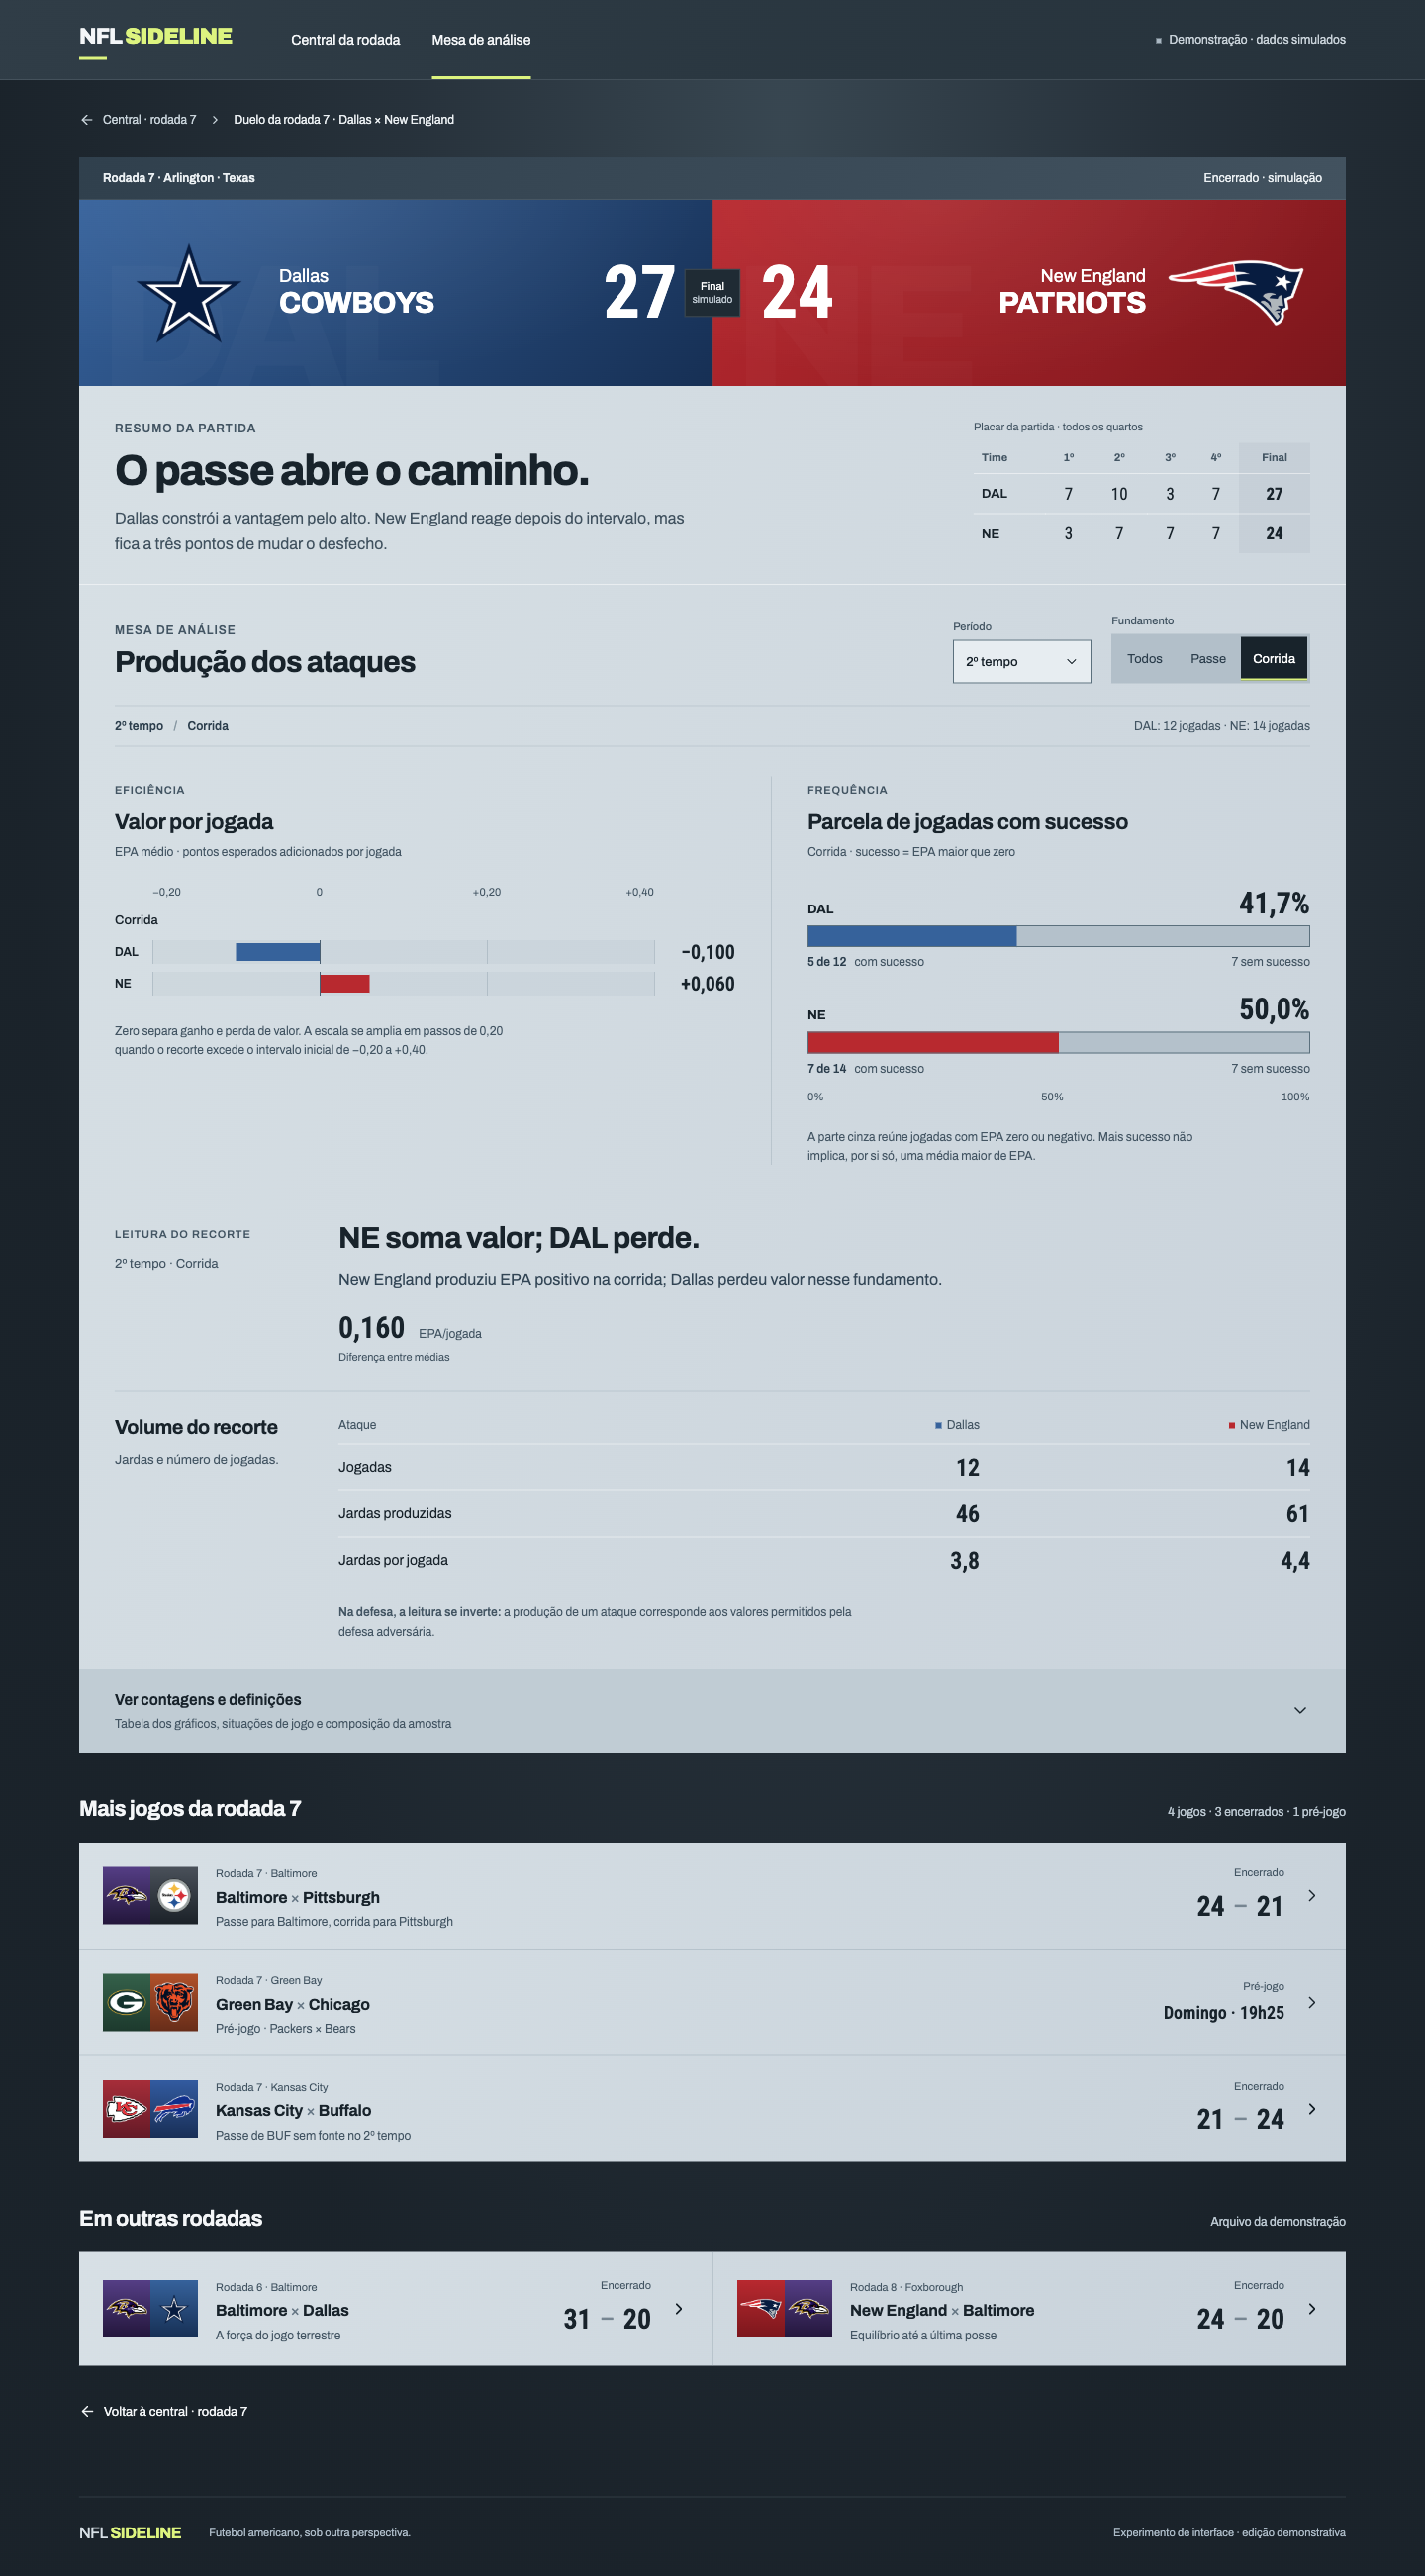 NFL SIDELINE
Central da rodada
Mesa de análise
Demonstração · dados simulados
Central · rodada 7
Duelo da rodada 7 · Dallas × New England
Rodada 7 · Arlington · Texas
Encerrado · simulação
DAL
NE
Dallas
COWBOYS
27
Final
simulado
24
New England
PATRIOTS
RESUMO DA PARTIDA
O passe abre o caminho.
Dallas constrói a vantagem pelo alto. New England reage depois do intervalo, mas
fica a três pontos de mudar o desfecho.
Placar da partida · todos os quartos
Time 1º 2º 3º 4º Final
DAL 7 10 3 7 27
NE 3 7 7 7 24
MESA DE ANÁLISE
Produção dos ataques
Período
2º tempo
Fundamento
Todos Passe Corrida
2º tempo / Corrida
DAL: 12 jogadas · NE: 14 jogadas
EFICIÊNCIA
Valor por jogada
EPA médio · pontos esperados adicionados por jogada
−0,20 0 +0,20 +0,40
Corrida
DAL −0,100
NE +0,060
Zero separa ganho e perda de valor. A escala se amplia em passos de 0,20
quando o recorte excede o intervalo inicial de −0,20 a +0,40.
FREQUÊNCIA
Parcela de jogadas com sucesso
Corrida · sucesso = EPA maior que zero
DAL 41,7%
5 de 12 com sucesso 7 sem sucesso
NE 50,0%
7 de 14 com sucesso 7 sem sucesso
0% 50% 100%
A parte cinza reúne jogadas com EPA zero ou negativo. Mais sucesso não
implica, por si só, uma média maior de EPA.
LEITURA DO RECORTE
2º tempo · Corrida
NE soma valor; DAL perde.
New England produziu EPA positivo na corrida; Dallas perdeu valor nesse fundamento.
0,160 EPA/jogada
Diferença entre médias
Volume do recorte
Jardas e número de jogadas.
Ataque Dallas New England
Jogadas 12 14
Jardas produzidas 46 61
Jardas por jogada 3,8 4,4
Na defesa, a leitura se inverte: a produção de um ataque corresponde aos valores permitidos pela
defesa adversária.
Ver contagens e definições
Tabela dos gráficos, situações de jogo e composição da amostra
Mais jogos da rodada 7
4 jogos · 3 encerrados · 1 pré-jogo
Rodada 7 · Baltimore
Baltimore × Pittsburgh
Passe para Baltimore, corrida para Pittsburgh
Encerrado
24 – 21
Rodada 7 · Green Bay
Green Bay × Chicago
Pré-jogo · Packers × Bears
Pré-jogo
Domingo · 19h25
Rodada 7 · Kansas City
Kansas City × Buffalo
Passe de BUF sem fonte no 2º tempo
Encerrado
21 – 24
Em outras rodadas
Arquivo da demonstração
Rodada 6 · Baltimore
Baltimore × Dallas
A força do jogo terrestre
Encerrado
31 – 20
Rodada 8 · Foxborough
New England × Baltimore
Equilíbrio até a última posse
Encerrado
24 – 20
Voltar à central · rodada 7
NFL SIDELINE
Futebol americano, sob outra perspectiva.
Experimento de interface · edição demonstrativa